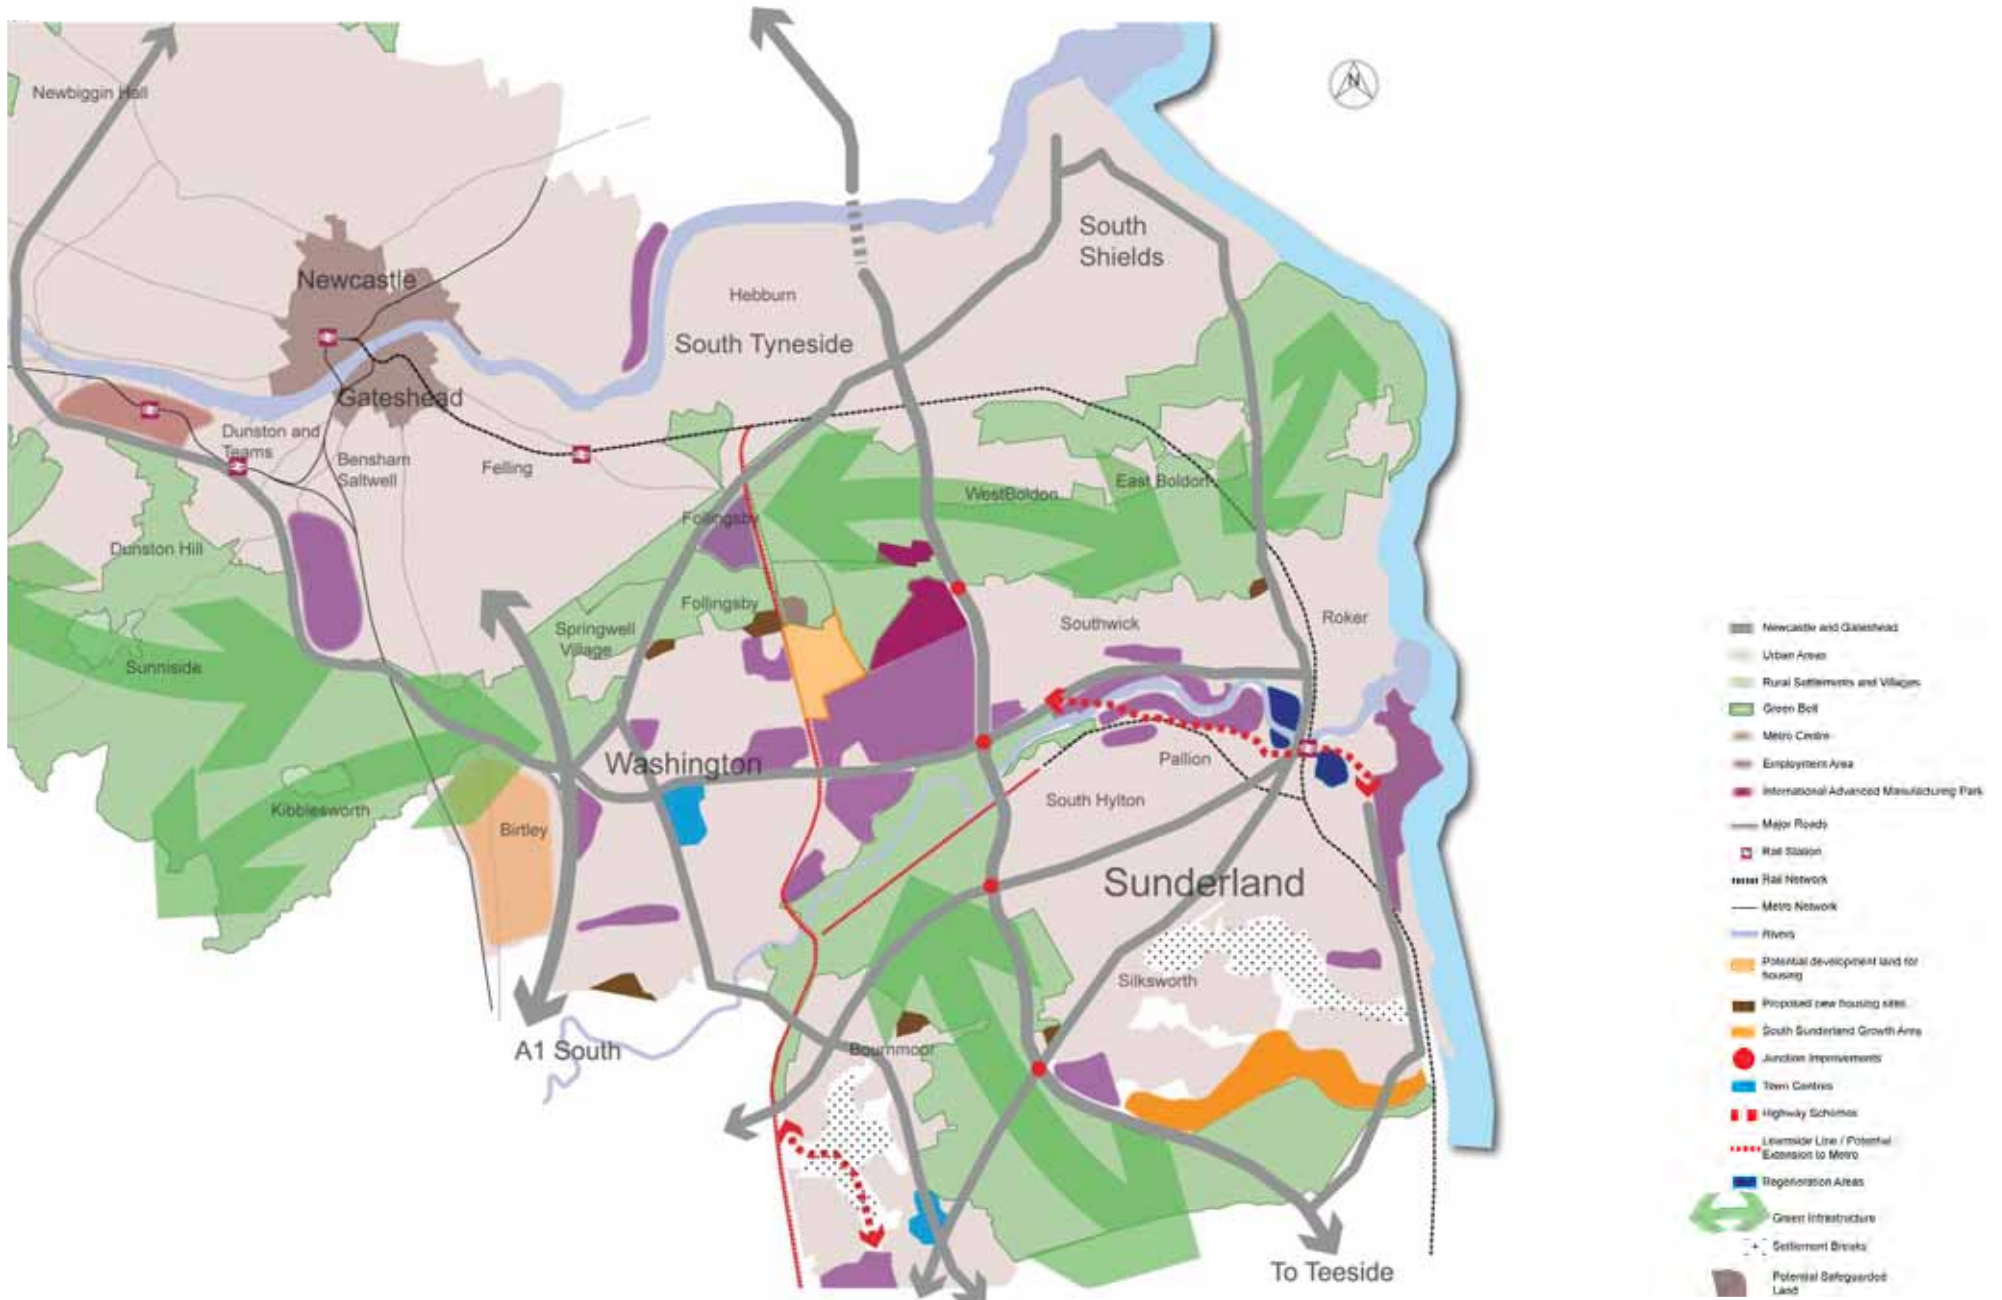 N
Newbiggin Hall
South
Shields
Newcastle
Hebburn
South Tyneside
Gateshead
Dunston and
Teams
Bensham
Saltwell
Felling
WestBoldon
East Boldon
Follingsby
Dunston Hill
Follingsby
Springwell
Village
Southwick
Roker
Sunniside
Washington
Pallion
Kibblesworth
Birtley
South Hylton
Sunderland
Silksworth
A1 South
Bournmoor
To Teeside
Newcastle and Gateshead
Urban Areas
Rural Settlements and Villages
Green Belt
Metro Centre
Employment Area
International Advanced Manufacturing Park
Major Roads
Rail Station
Rail Network
Metro Network
Rivers
Potential development land for
housing
Proposed new housing sites
South Sunderland Growth Area
Junction Improvements
Town Centres
Highway Schemes
Leamside Line / Potential
Extension to Metro
Regeneration Areas
Green Infrastructure
Settlement Breaks
Potential Safeguarded
Land